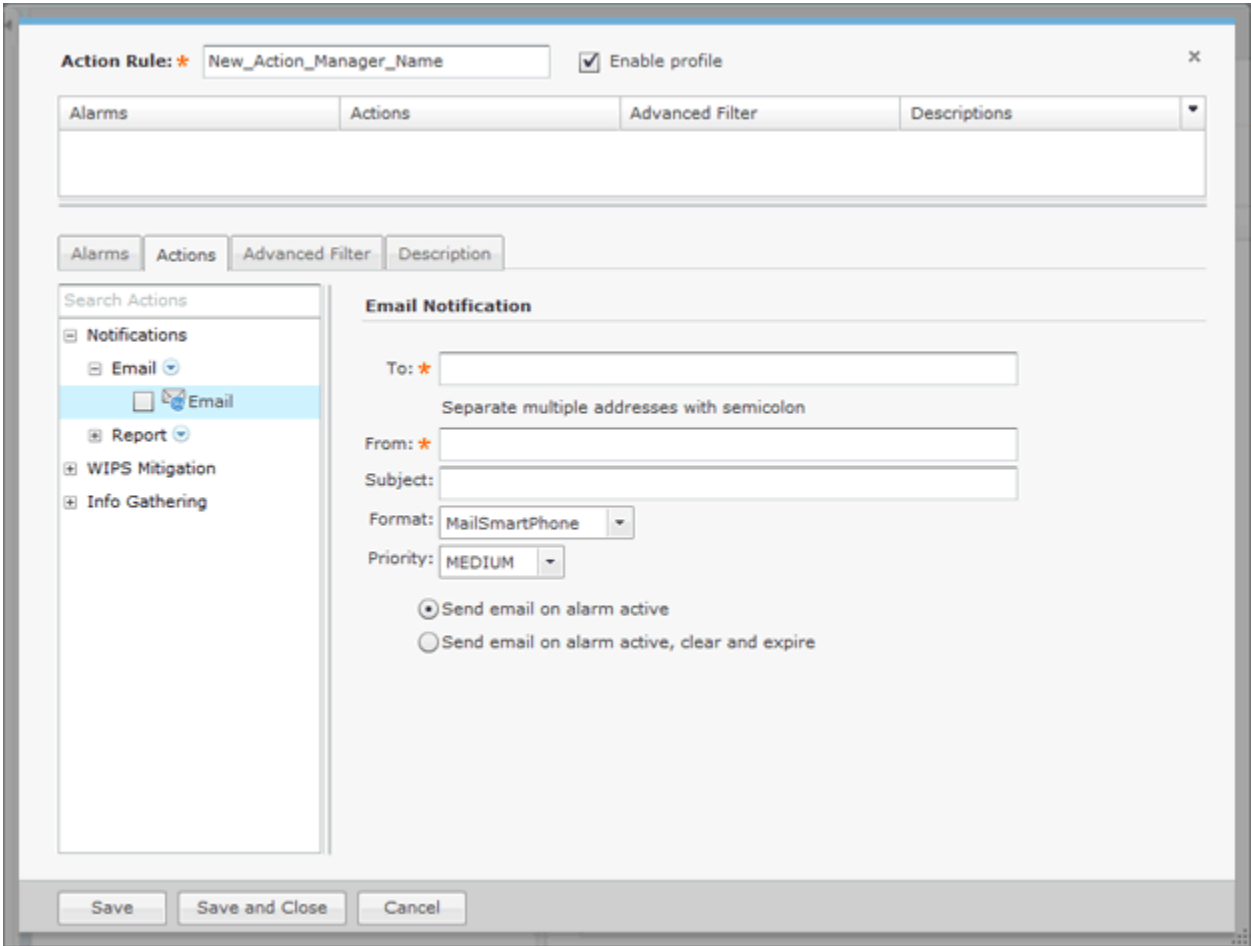 Action Rule: * New_Action_Manager_Name Enable profile
Alarms Actions Advanced Filter Descriptions
Alarms Actions Advanced Filter Description
Search Actions
Notifications
Email
Email
Report
WIPS Mitigation
Info Gathering
Email Notification
To: *
Separate multiple addresses with semicolon
From: *
Subject:
Format: MailSmartPhone
Priority: MEDIUM
Send email on alarm active
Send email on alarm active, clear and expire
Save Save and Close Cancel